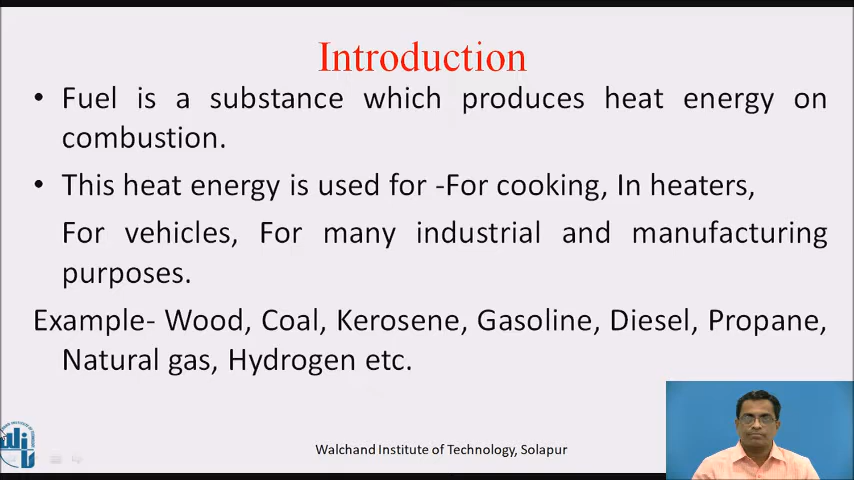 Introduction
• Fuel is a substance which produces heat energy on
combustion.
• This heat energy is used for -For cooking, In heaters,
For vehicles, For many industrial and manufacturing
purposes.
Example- Wood, Coal, Kerosene, Gasoline, Diesel, Propane,
Natural gas, Hydrogen etc.
Walchand Institute of Technology, Solapur